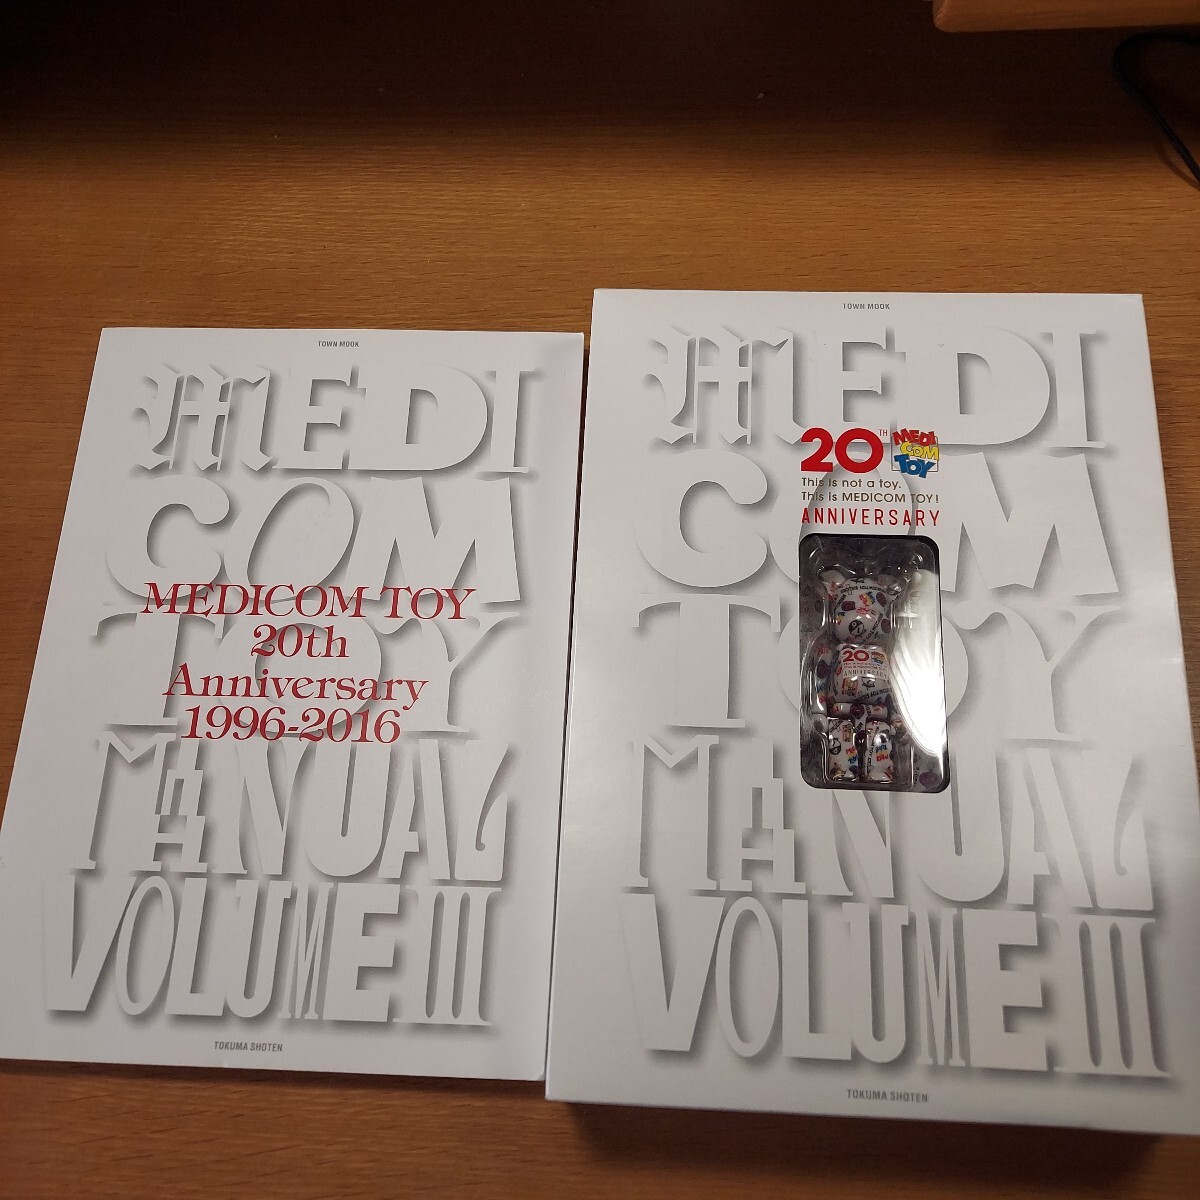 TOWN MOOK
MEDI
COM
TOY
MANUAL
VOLUME III
MEDICOM TOY
20th
Anniversary
1996-2016
TOKUMA SHOTEN
TOWN MOOK
MEDI
COM
TOY
MANUAL
VOLUME III
20TH
MEDI
COM
TOY
This is not a toy.
This is MEDICOM TOY!
ANNIVERSARY
20
ANNIVERSARY
TOKUMA SHOTEN